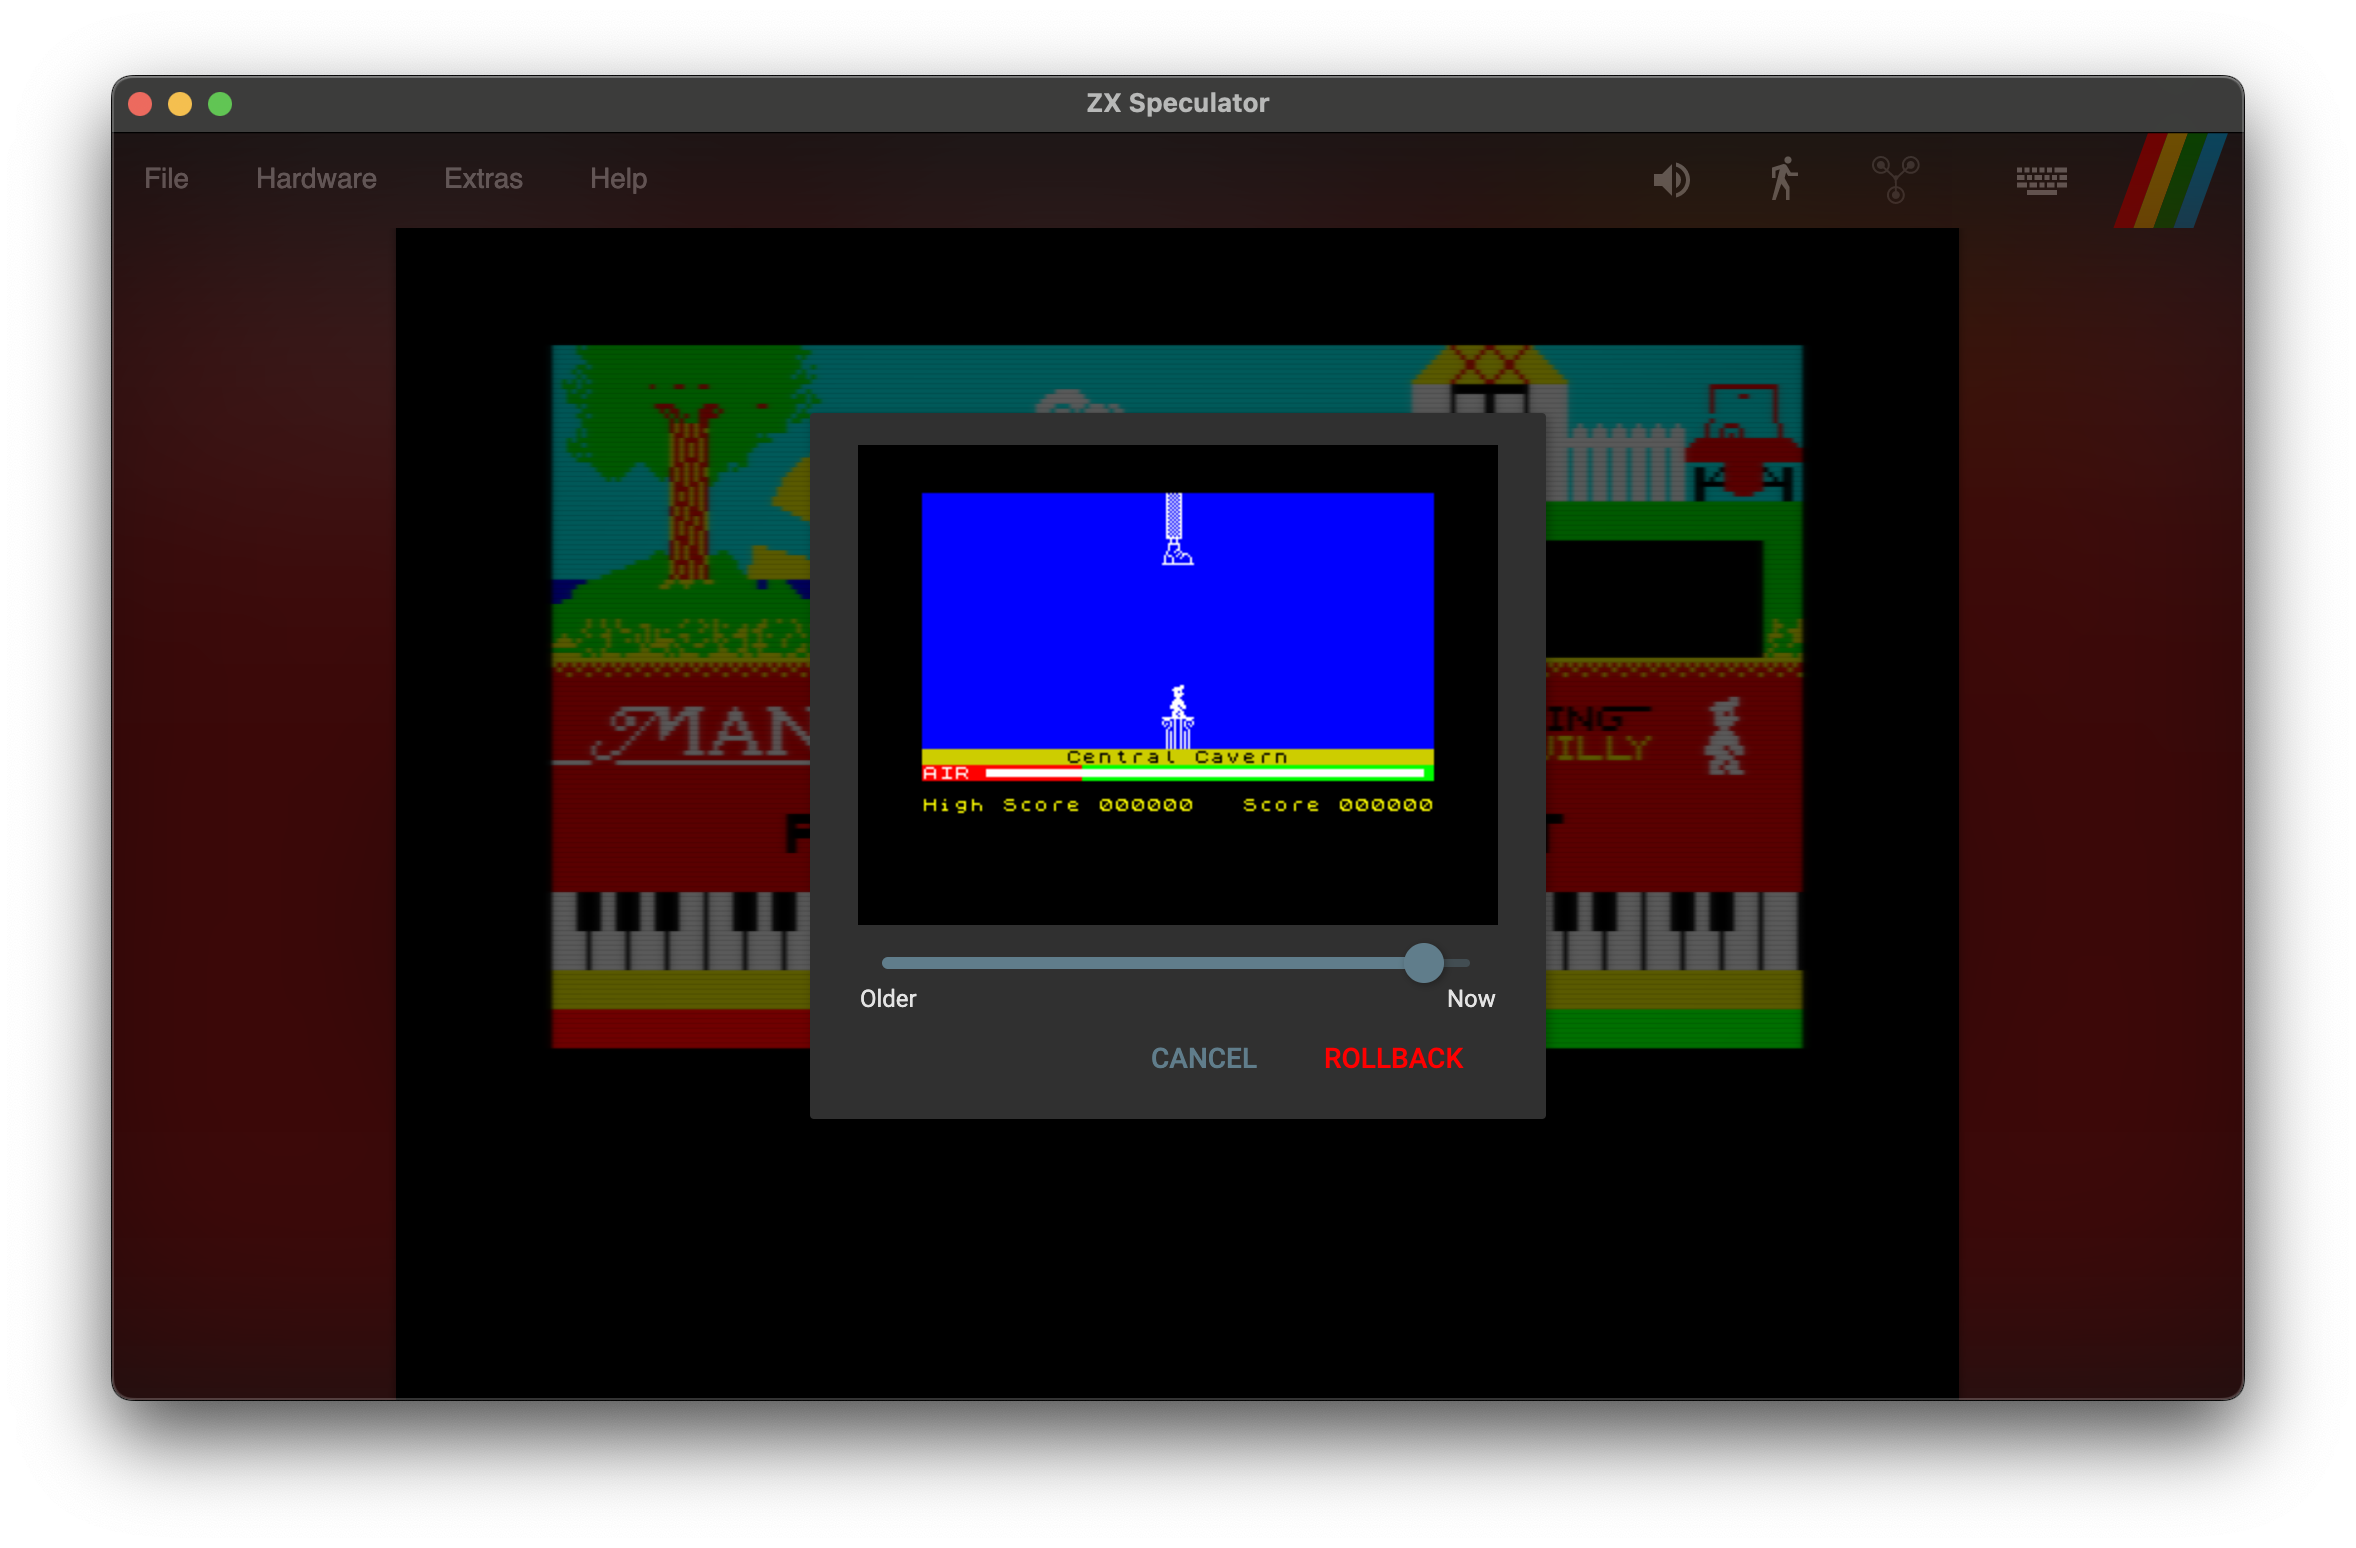 ZX Speculator
File Hardware Extras Help
MAN
ING
WILLY
Central Cavern
AIR
High Score 000000 Score 000000
Older Now
CANCEL ROLLBACK